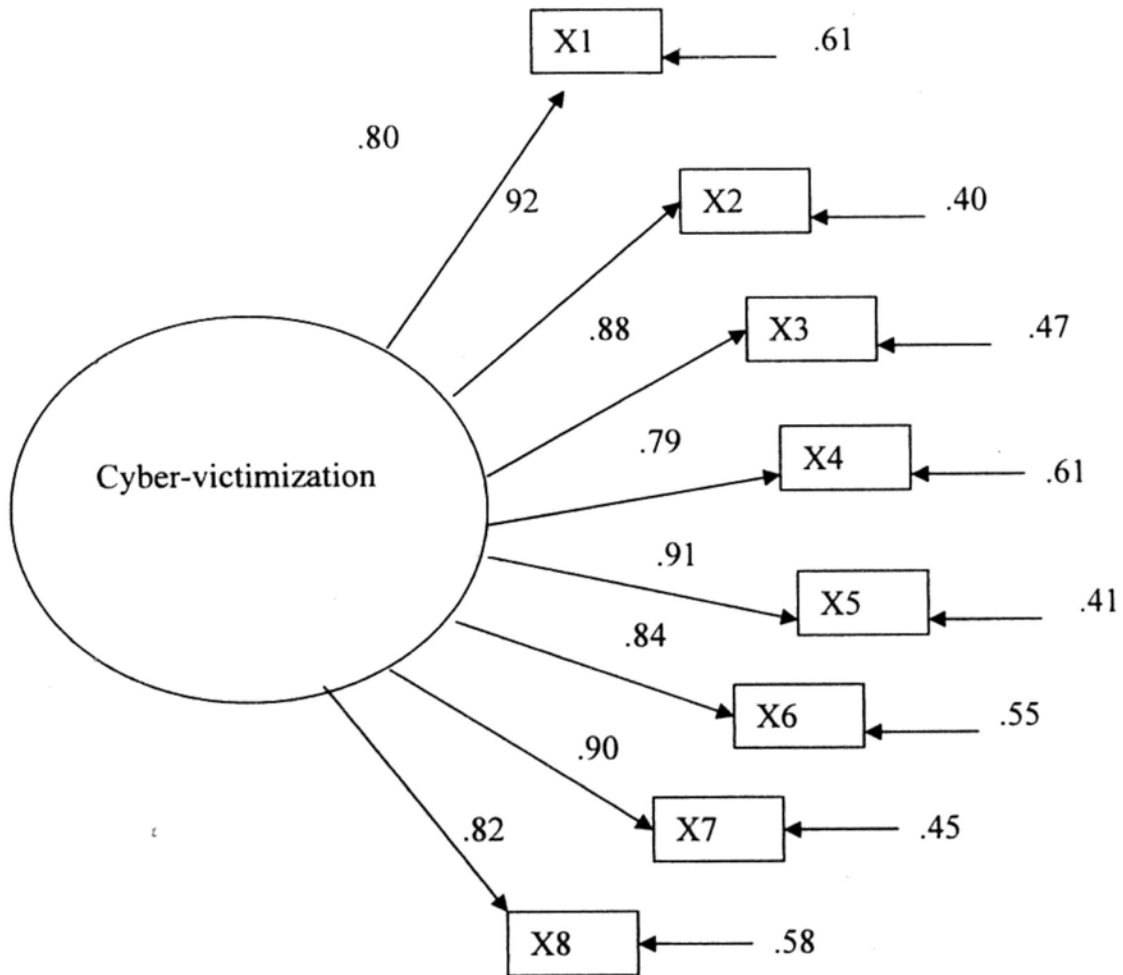 X1
.61
.80
92
X2
.40
.88
X3
.47
.79
X4
.61
Cyber-victimization
.91
X5
.41
.84
X6
.55
.90
X7
.45
.82
X8
.58